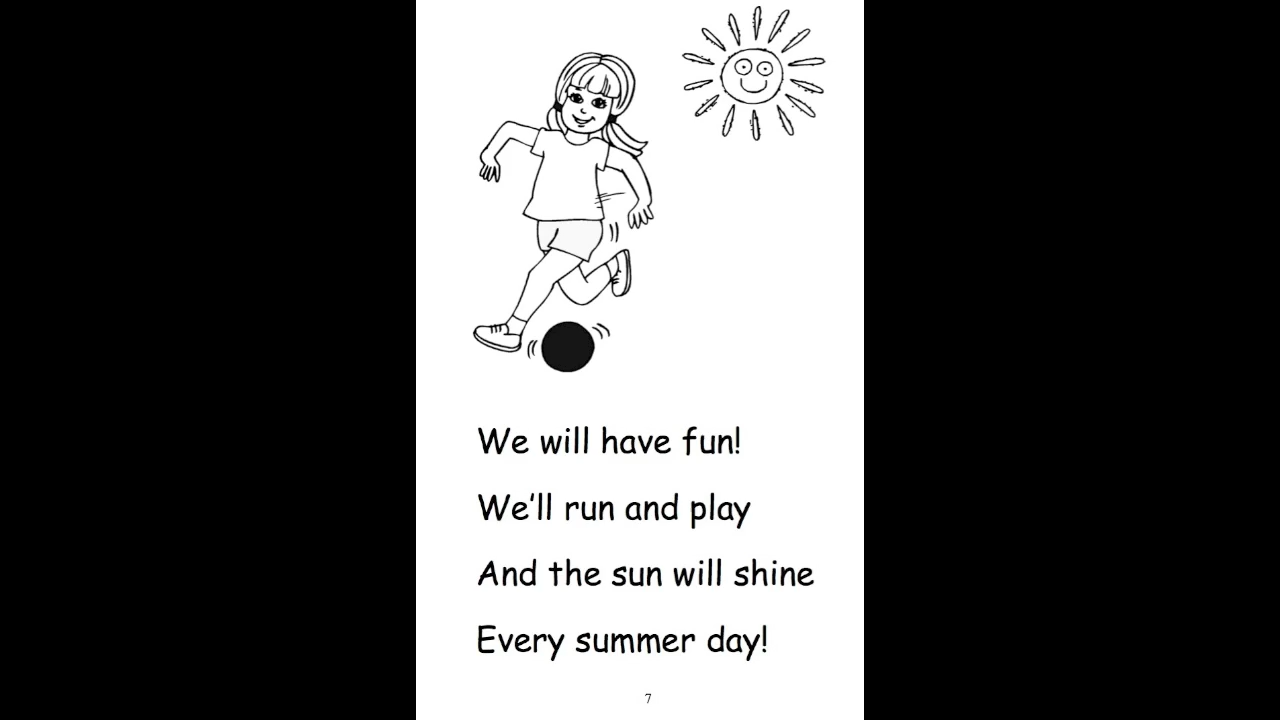 We will have fun!
We'll run and play
And the sun will shine
Every summer day!
7